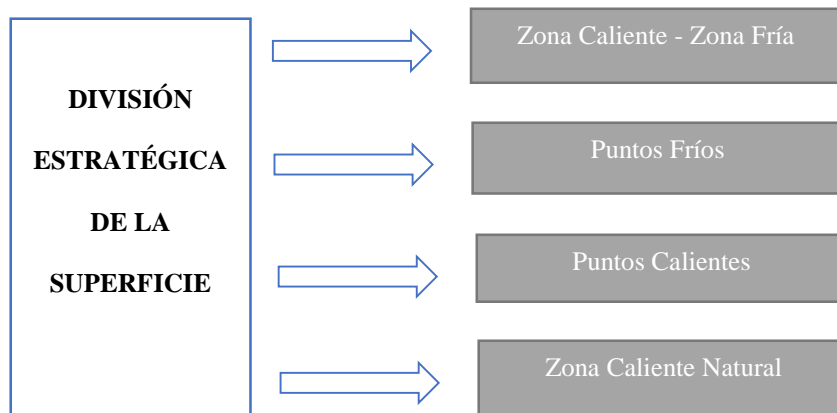 DIVISIÓN
ESTRATÉGICA
DE LA
SUPERFICIE
Zona Caliente - Zona Fría
Puntos Fríos
Puntos Calientes
Zona Caliente Natural